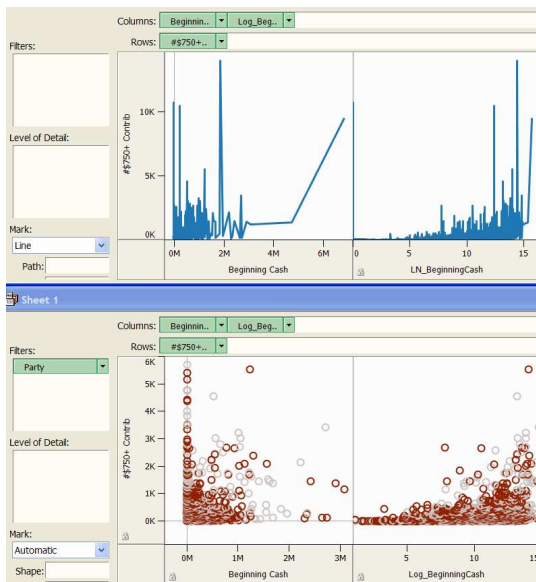 Columns: Beginnin.. Log_Beg..
Rows: #$750+..
Filters:
Level of Detail:
Mark:
Line
Path:
#$750+ Contrib
10K
5K
0K
0M 2M 4M 6M
Beginning Cash
0 5 10 15
LN_BeginningCash
Sheet 1
Columns: Beginnin.. Log_Beg..
Rows: #$750+..
Filters:
Party
Level of Detail:
Mark:
Automatic
Shape:
#$750+ Contrib
6K
5K
4K
3K
2K
1K
0K
0M 1M 2M 3M
Beginning Cash
5 10 15
Log_BeginningCash